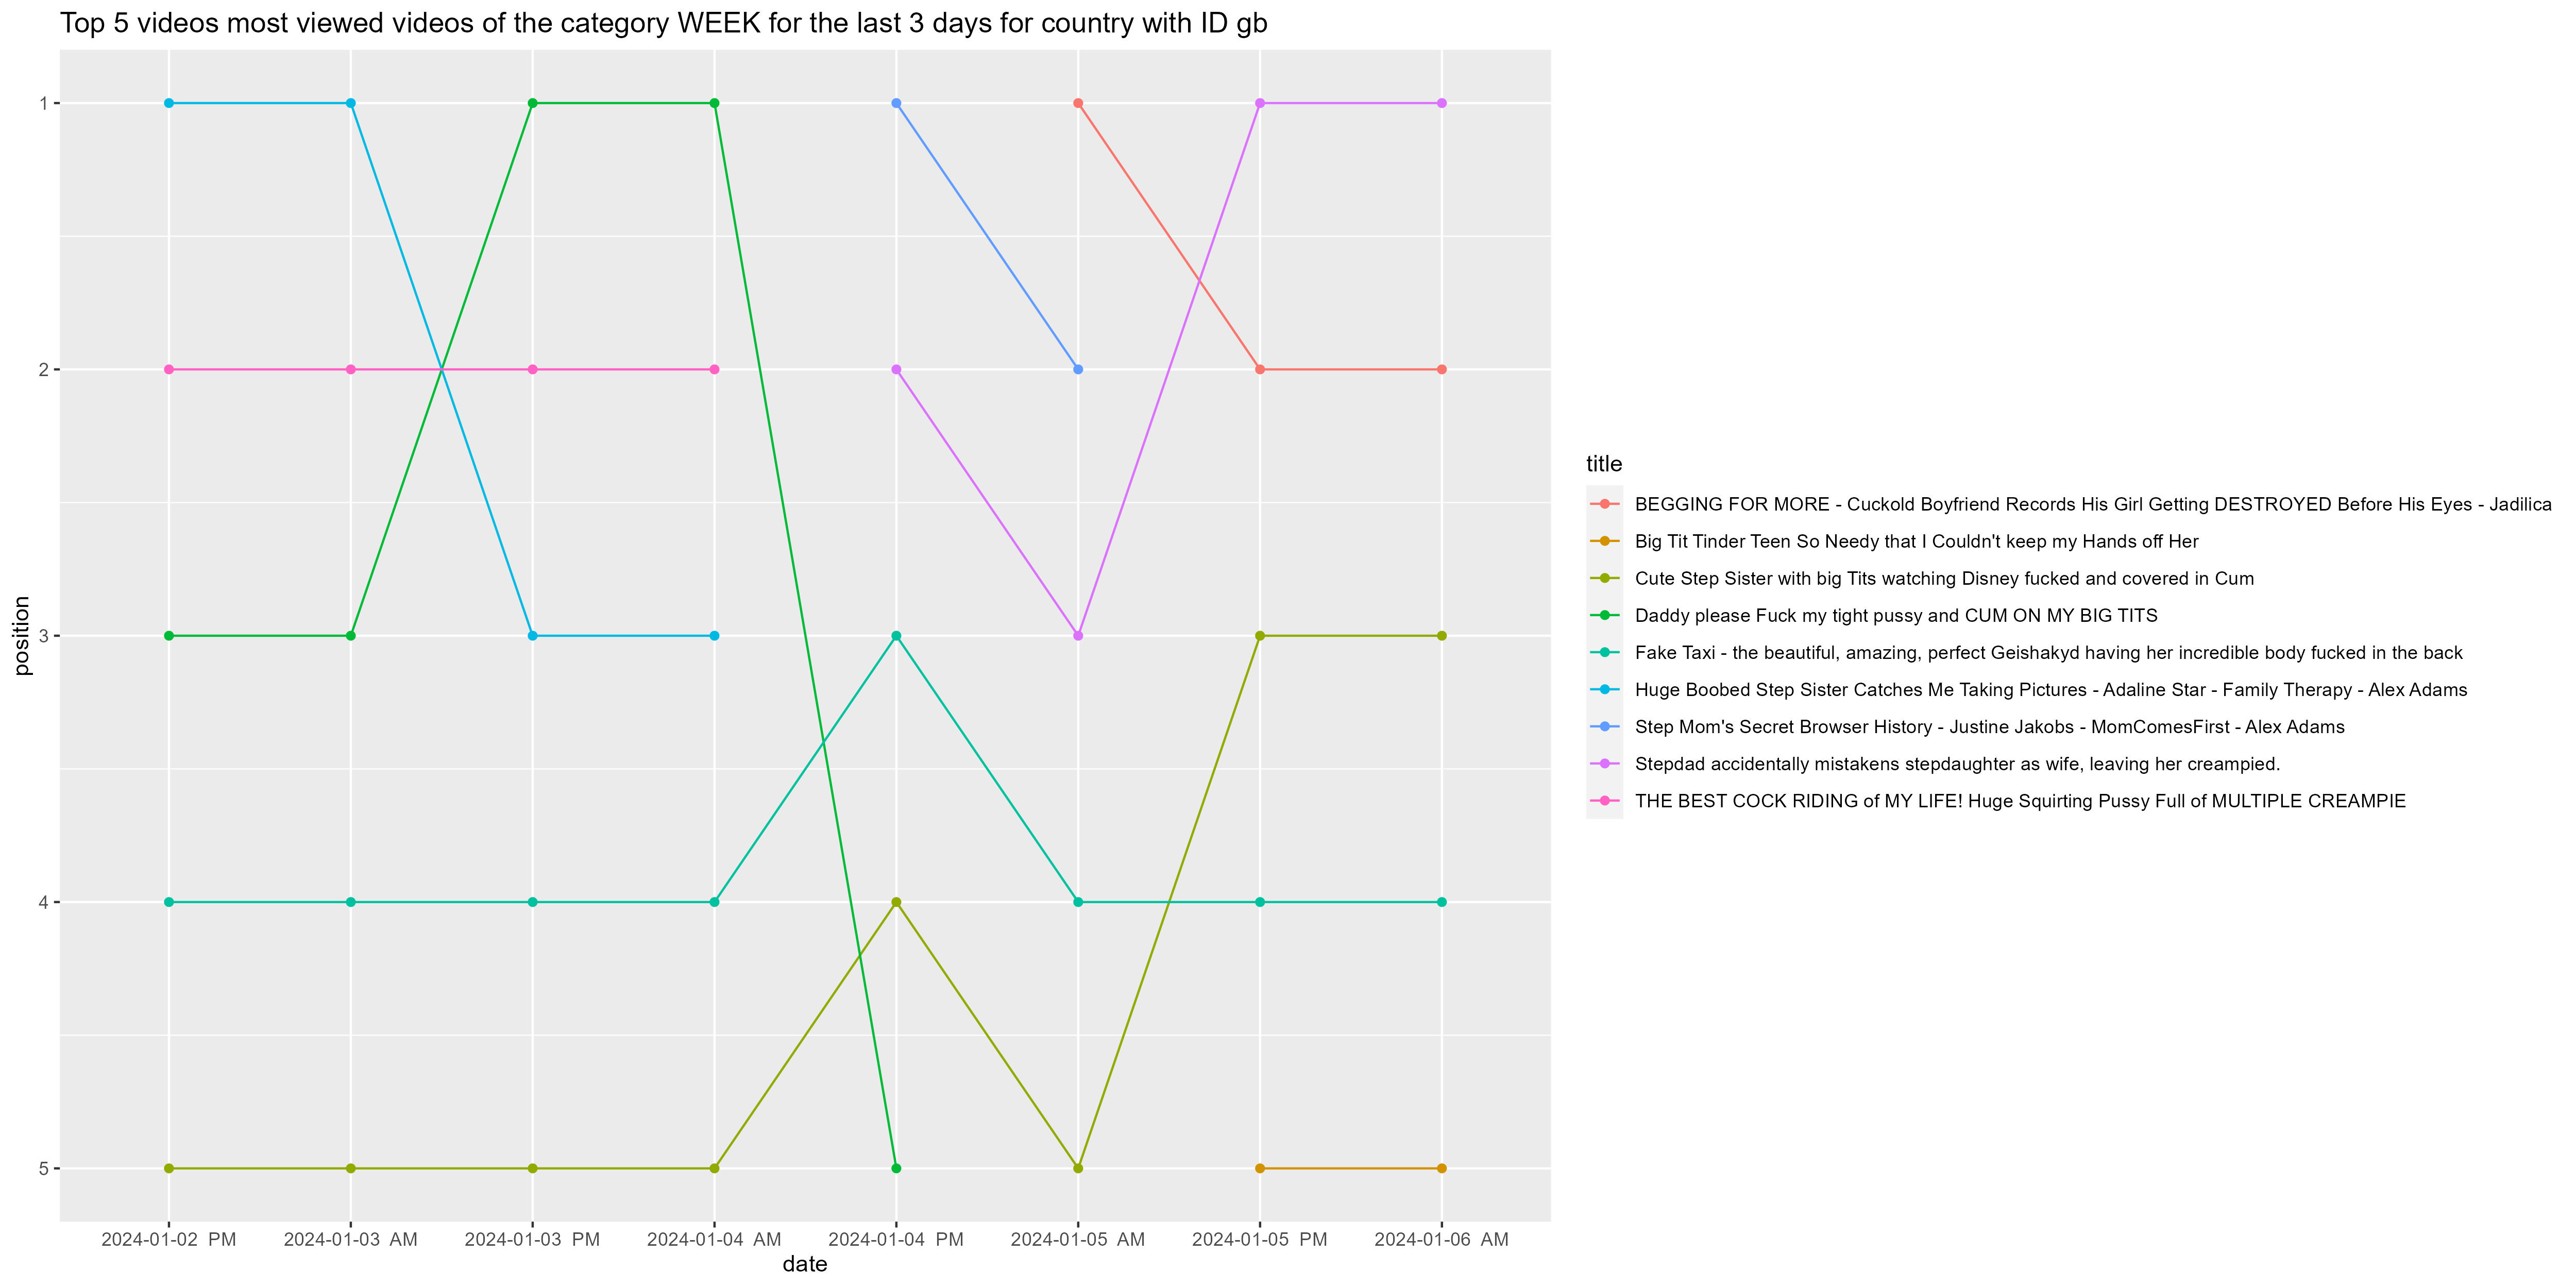 Top 5 videos most viewed videos of the category WEEK for the last 3 days for country with ID gb
position
1
2
3
4
5
2024-01-02 PM
2024-01-03 AM
2024-01-03 PM
2024-01-04 AM
2024-01-04 PM
2024-01-05 AM
2024-01-05 PM
2024-01-06 AM
date
title
BEGGING FOR MORE - Cuckold Boyfriend Records His Girl Getting DESTROYED Before His Eyes - Jadilica
Big Tit Tinder Teen So Needy that I Couldn't keep my Hands off Her
Cute Step Sister with big Tits watching Disney fucked and covered in Cum
Daddy please Fuck my tight pussy and CUM ON MY BIG TITS
Fake Taxi - the beautiful, amazing, perfect Geishakyd having her incredible body fucked in the back
Huge Boobed Step Sister Catches Me Taking Pictures - Adaline Star - Family Therapy - Alex Adams
Step Mom's Secret Browser History - Justine Jakobs - MomComesFirst - Alex Adams
Stepdad accidentally mistakens stepdaughter as wife, leaving her creampied.
THE BEST COCK RIDING of MY LIFE! Huge Squirting Pussy Full of MULTIPLE CREAMPIE